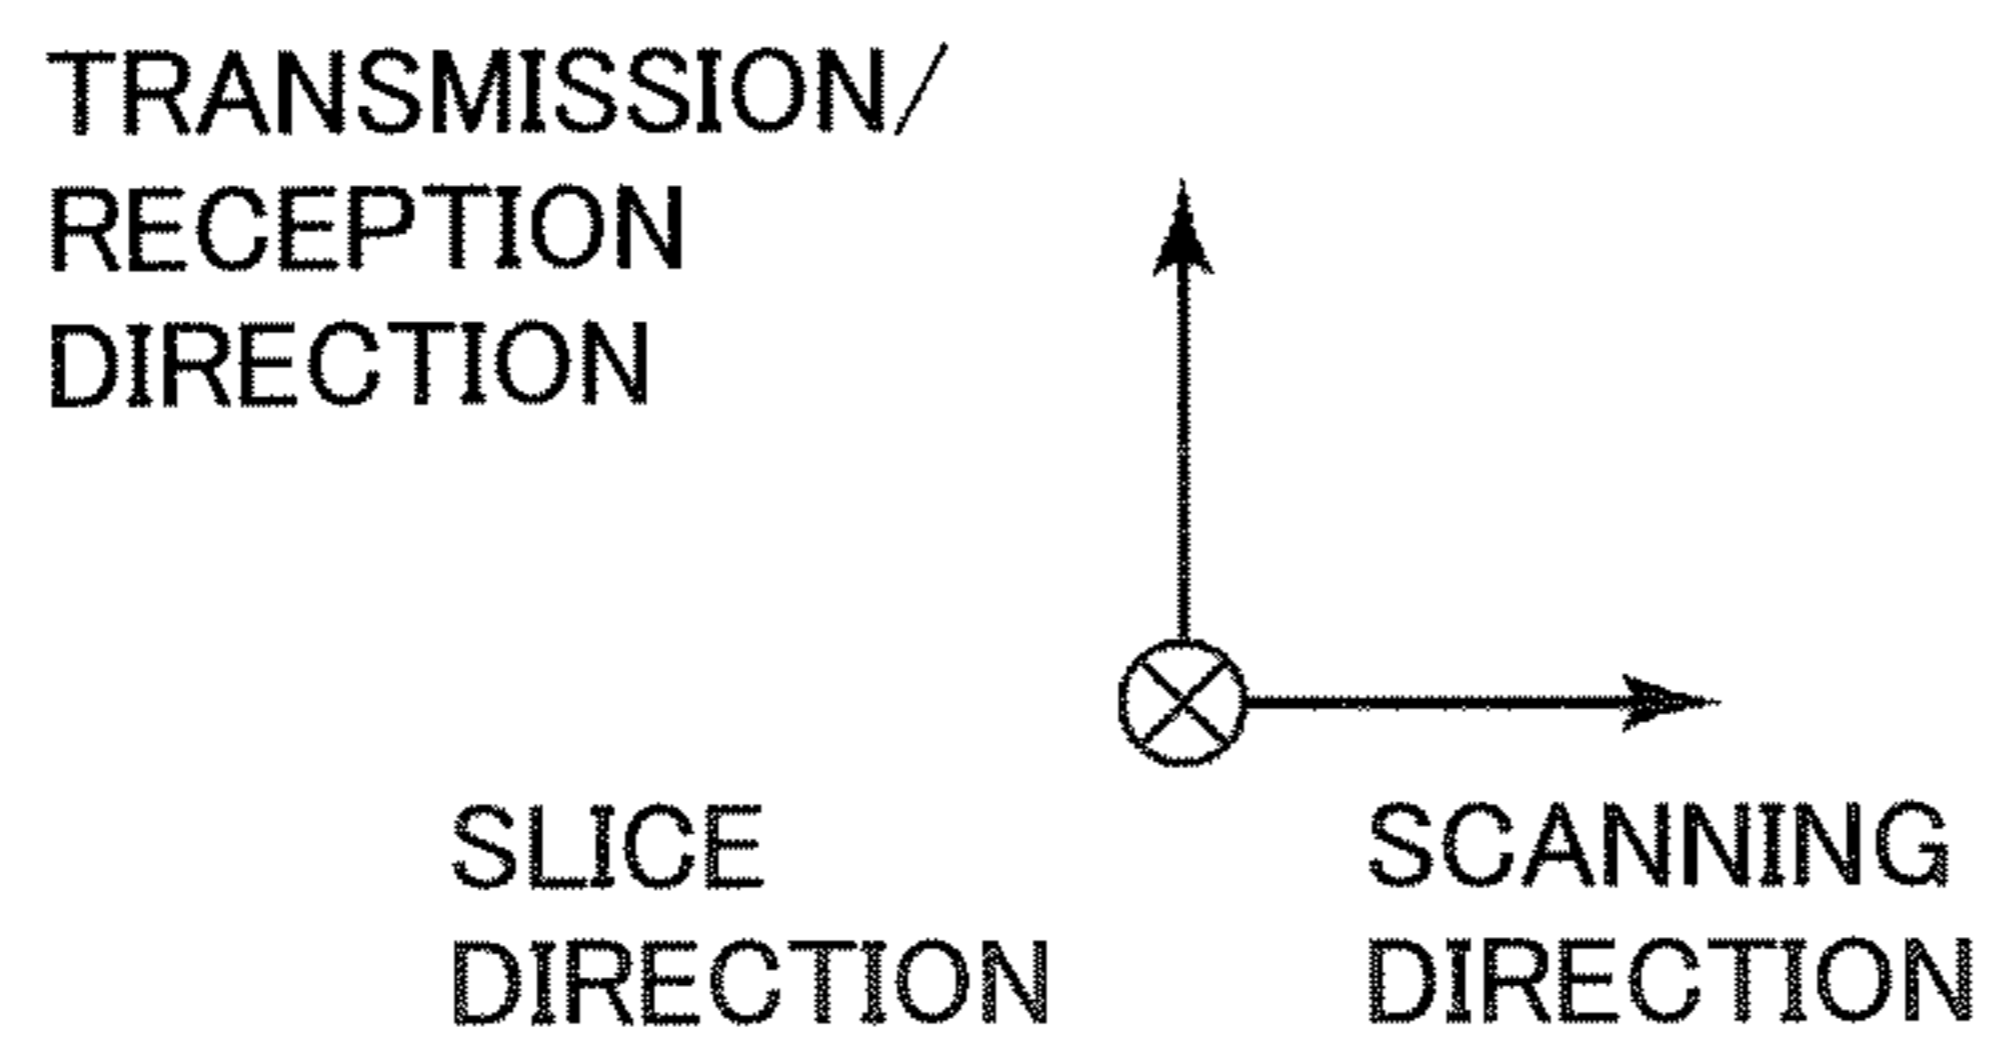 TRANSMISSION/
RECEPTION
DIRECTION
SLICE
DIRECTION
SCANNING
DIRECTION